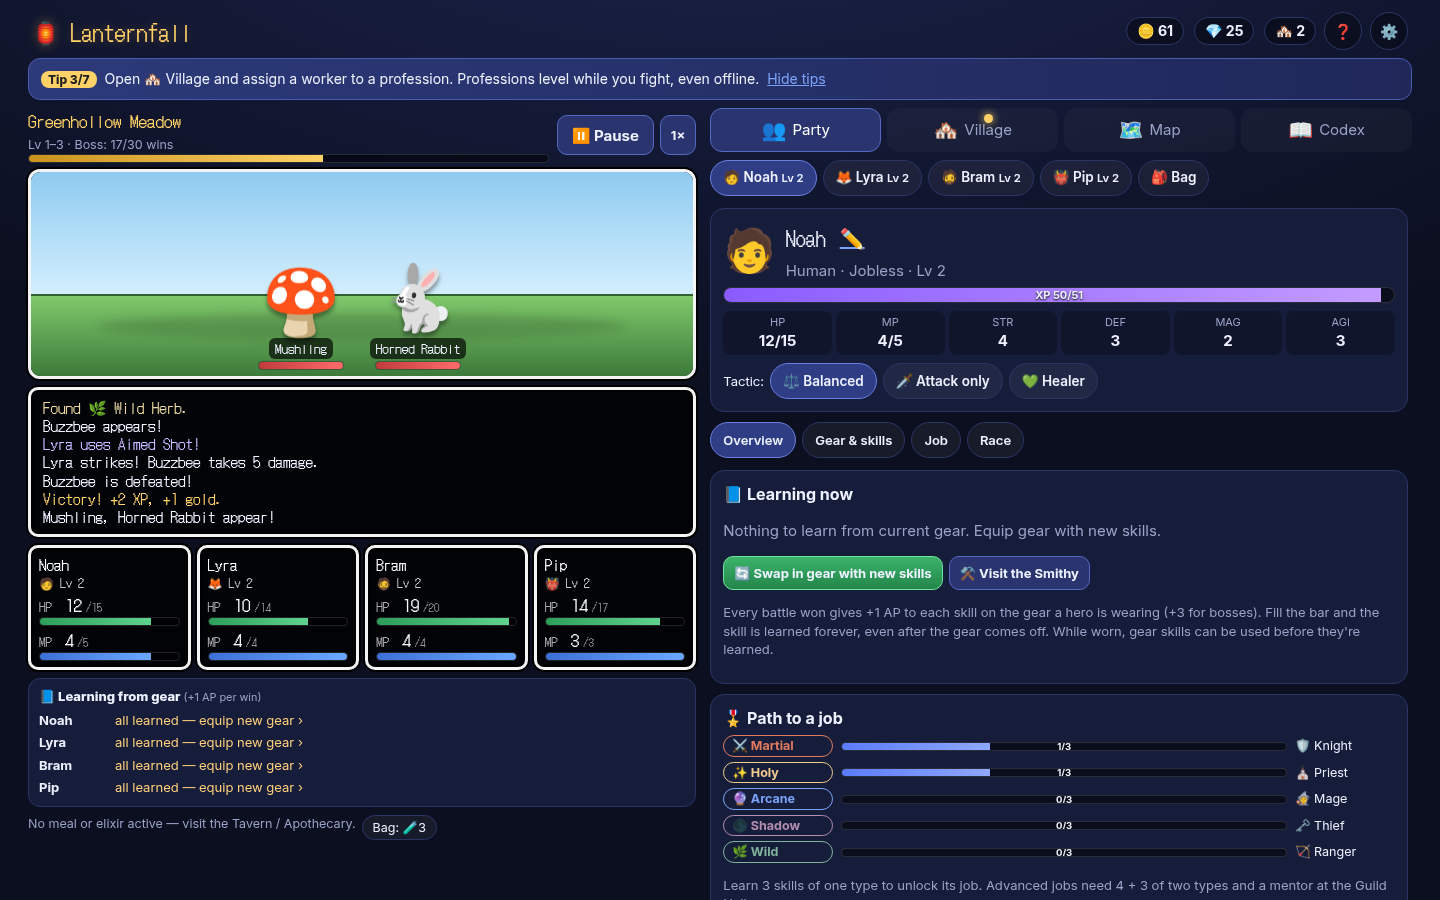 Lanternfall
61
25
2
Tip 3/7 Open Village and assign a worker to a profession. Professions level while you fight, even offline. Hide tips
Greenhollow Meadow
Lv 1–3 · Boss: 17/30 wins
Pause
1×
Mushling
Horned Rabbit
Found Wild Herb.
Buzzbee appears!
Lyra uses Aimed Shot!
Lyra strikes! Buzzbee takes 5 damage.
Buzzbee is defeated!
Victory! +2 XP, +1 gold.
Mushling, Horned Rabbit appear!
Noah
Lv 2
HP 12 /15
MP 4 /5
Lyra
Lv 2
HP 10 /14
MP 4 /4
Bram
Lv 2
HP 19 /20
MP 4 /4
Pip
Lv 2
HP 14 /17
MP 3 /3
Learning from gear (+1 AP per win)
Noah all learned — equip new gear ›
Lyra all learned — equip new gear ›
Bram all learned — equip new gear ›
Pip all learned — equip new gear ›
No meal or elixir active — visit the Tavern / Apothecary.
Bag: 3
Party
Village
Map
Codex
Noah Lv 2
Lyra Lv 2
Bram Lv 2
Pip Lv 2
Bag
Noah
Human · Jobless · Lv 2
XP 50/51
HP
12/15
MP
4/5
STR
4
DEF
3
MAG
2
AGI
3
Tactic:
Balanced
Attack only
Healer
Overview
Gear & skills
Job
Race
Learning now
Nothing to learn from current gear. Equip gear with new skills.
Swap in gear with new skills
Visit the Smithy
Every battle won gives +1 AP to each skill on the gear a hero is wearing (+3 for bosses). Fill the bar and the
skill is learned forever, even after the gear comes off. While worn, gear skills can be used before they're
learned.
Path to a job
Martial 1/3 Knight
Holy 1/3 Priest
Arcane 0/3 Mage
Shadow 0/3 Thief
Wild 0/3 Ranger
Learn 3 skills of one type to unlock its job. Advanced jobs need 4 + 3 of two types and a mentor at the Guild